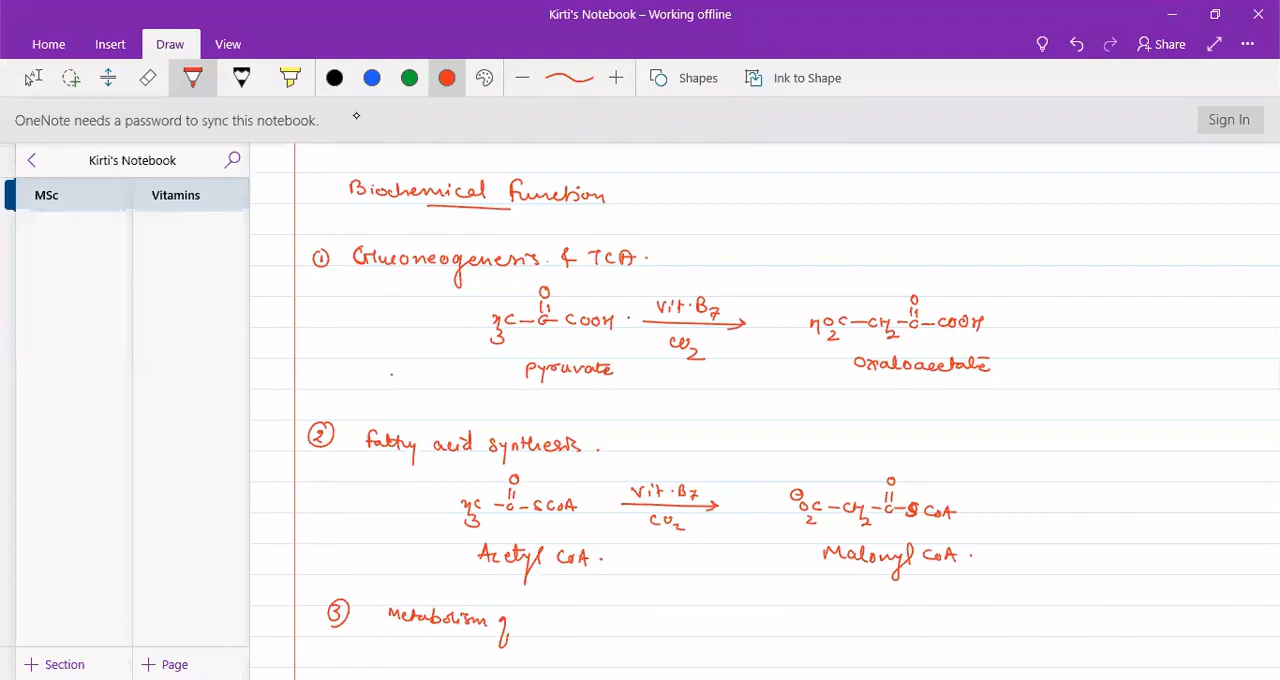 Kirti's Notebook – Working offline
Home Insert Draw View
Share
Shapes Ink to Shape
OneNote needs a password to sync this notebook.
Sign In
Kirti's Notebook
MSc Vitamins
Biochemical Function
① Gluconeogenesis & TCA.
O
H3C–C–COOH Vit.B7 CO2 HO2C–CH2–C–COOH
Pyruvate Oxaloacetate
② Fatty acid synthesis.
O
H3C–C–SCoA Vit.B7 CO2 ⊖O2C–CH2–C–SCoA
Acetyl CoA. Malonyl CoA.
③ Metabolism
+ Section + Page